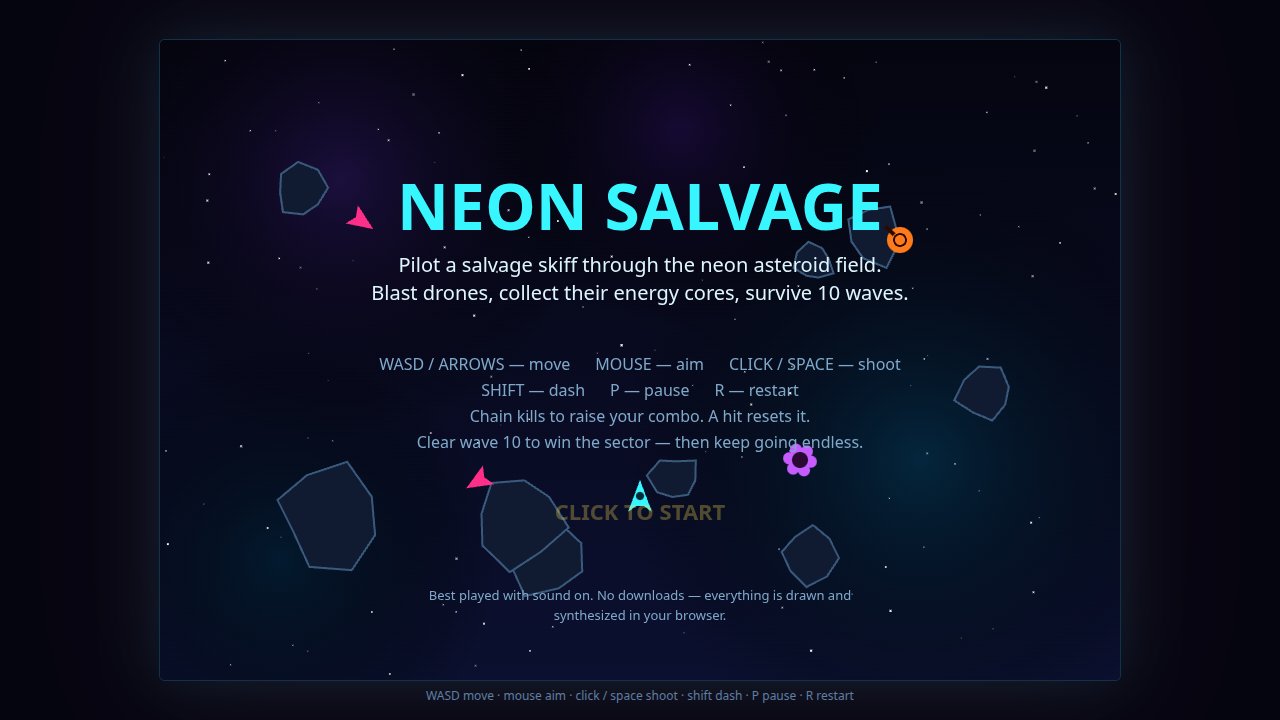 NEON SALVAGE
Pilot a salvage skiff through the neon asteroid field.
Blast drones, collect their energy cores, survive 10 waves.
WASD / ARROWS — move MOUSE — aim CLICK / SPACE — shoot
SHIFT — dash P — pause R — restart
Chain kills to raise your combo. A hit resets it.
Clear wave 10 to win the sector — then keep going endless.
CLICK TO START
Best played with sound on. No downloads — everything is drawn and
synthesized in your browser.
WASD move · mouse aim · click / space shoot · shift dash · P pause · R restart